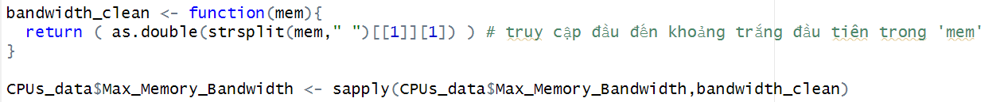 bandwidth_clean <- function(mem){
  return ( as.double(strsplit(mem," ")[[1]][1]) ) # truy cập đầu đến khoảng trắng đầu tiên trong 'mem'
}
CPUs_data$Max_Memory_Bandwidth <- sapply(CPUs_data$Max_Memory_Bandwidth,bandwidth_clean)